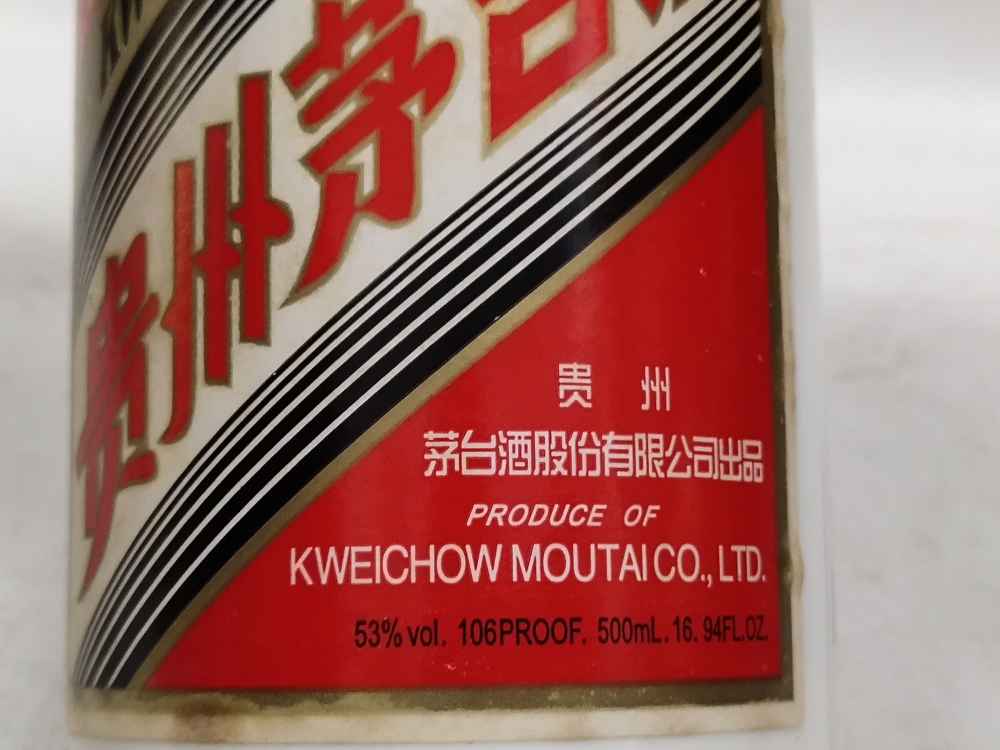 贵州茅台
贵 州
茅台酒股份有限公司出品
PRODUCE OF
KWEICHOW MOUTAI CO., LTD.
53% vol. 106PROOF. 500mL. 16. 94FL.OZ.